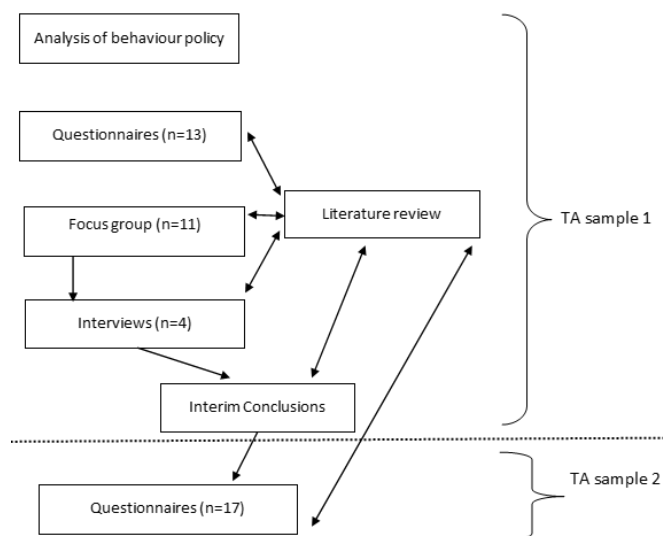 Analysis of behaviour policy
Questionnaires (n=13)
Literature review
Focus group (n=11)
TA sample 1
Interviews (n=4)
Interim Conclusions
TA sample 2
Questionnaires (n=17)